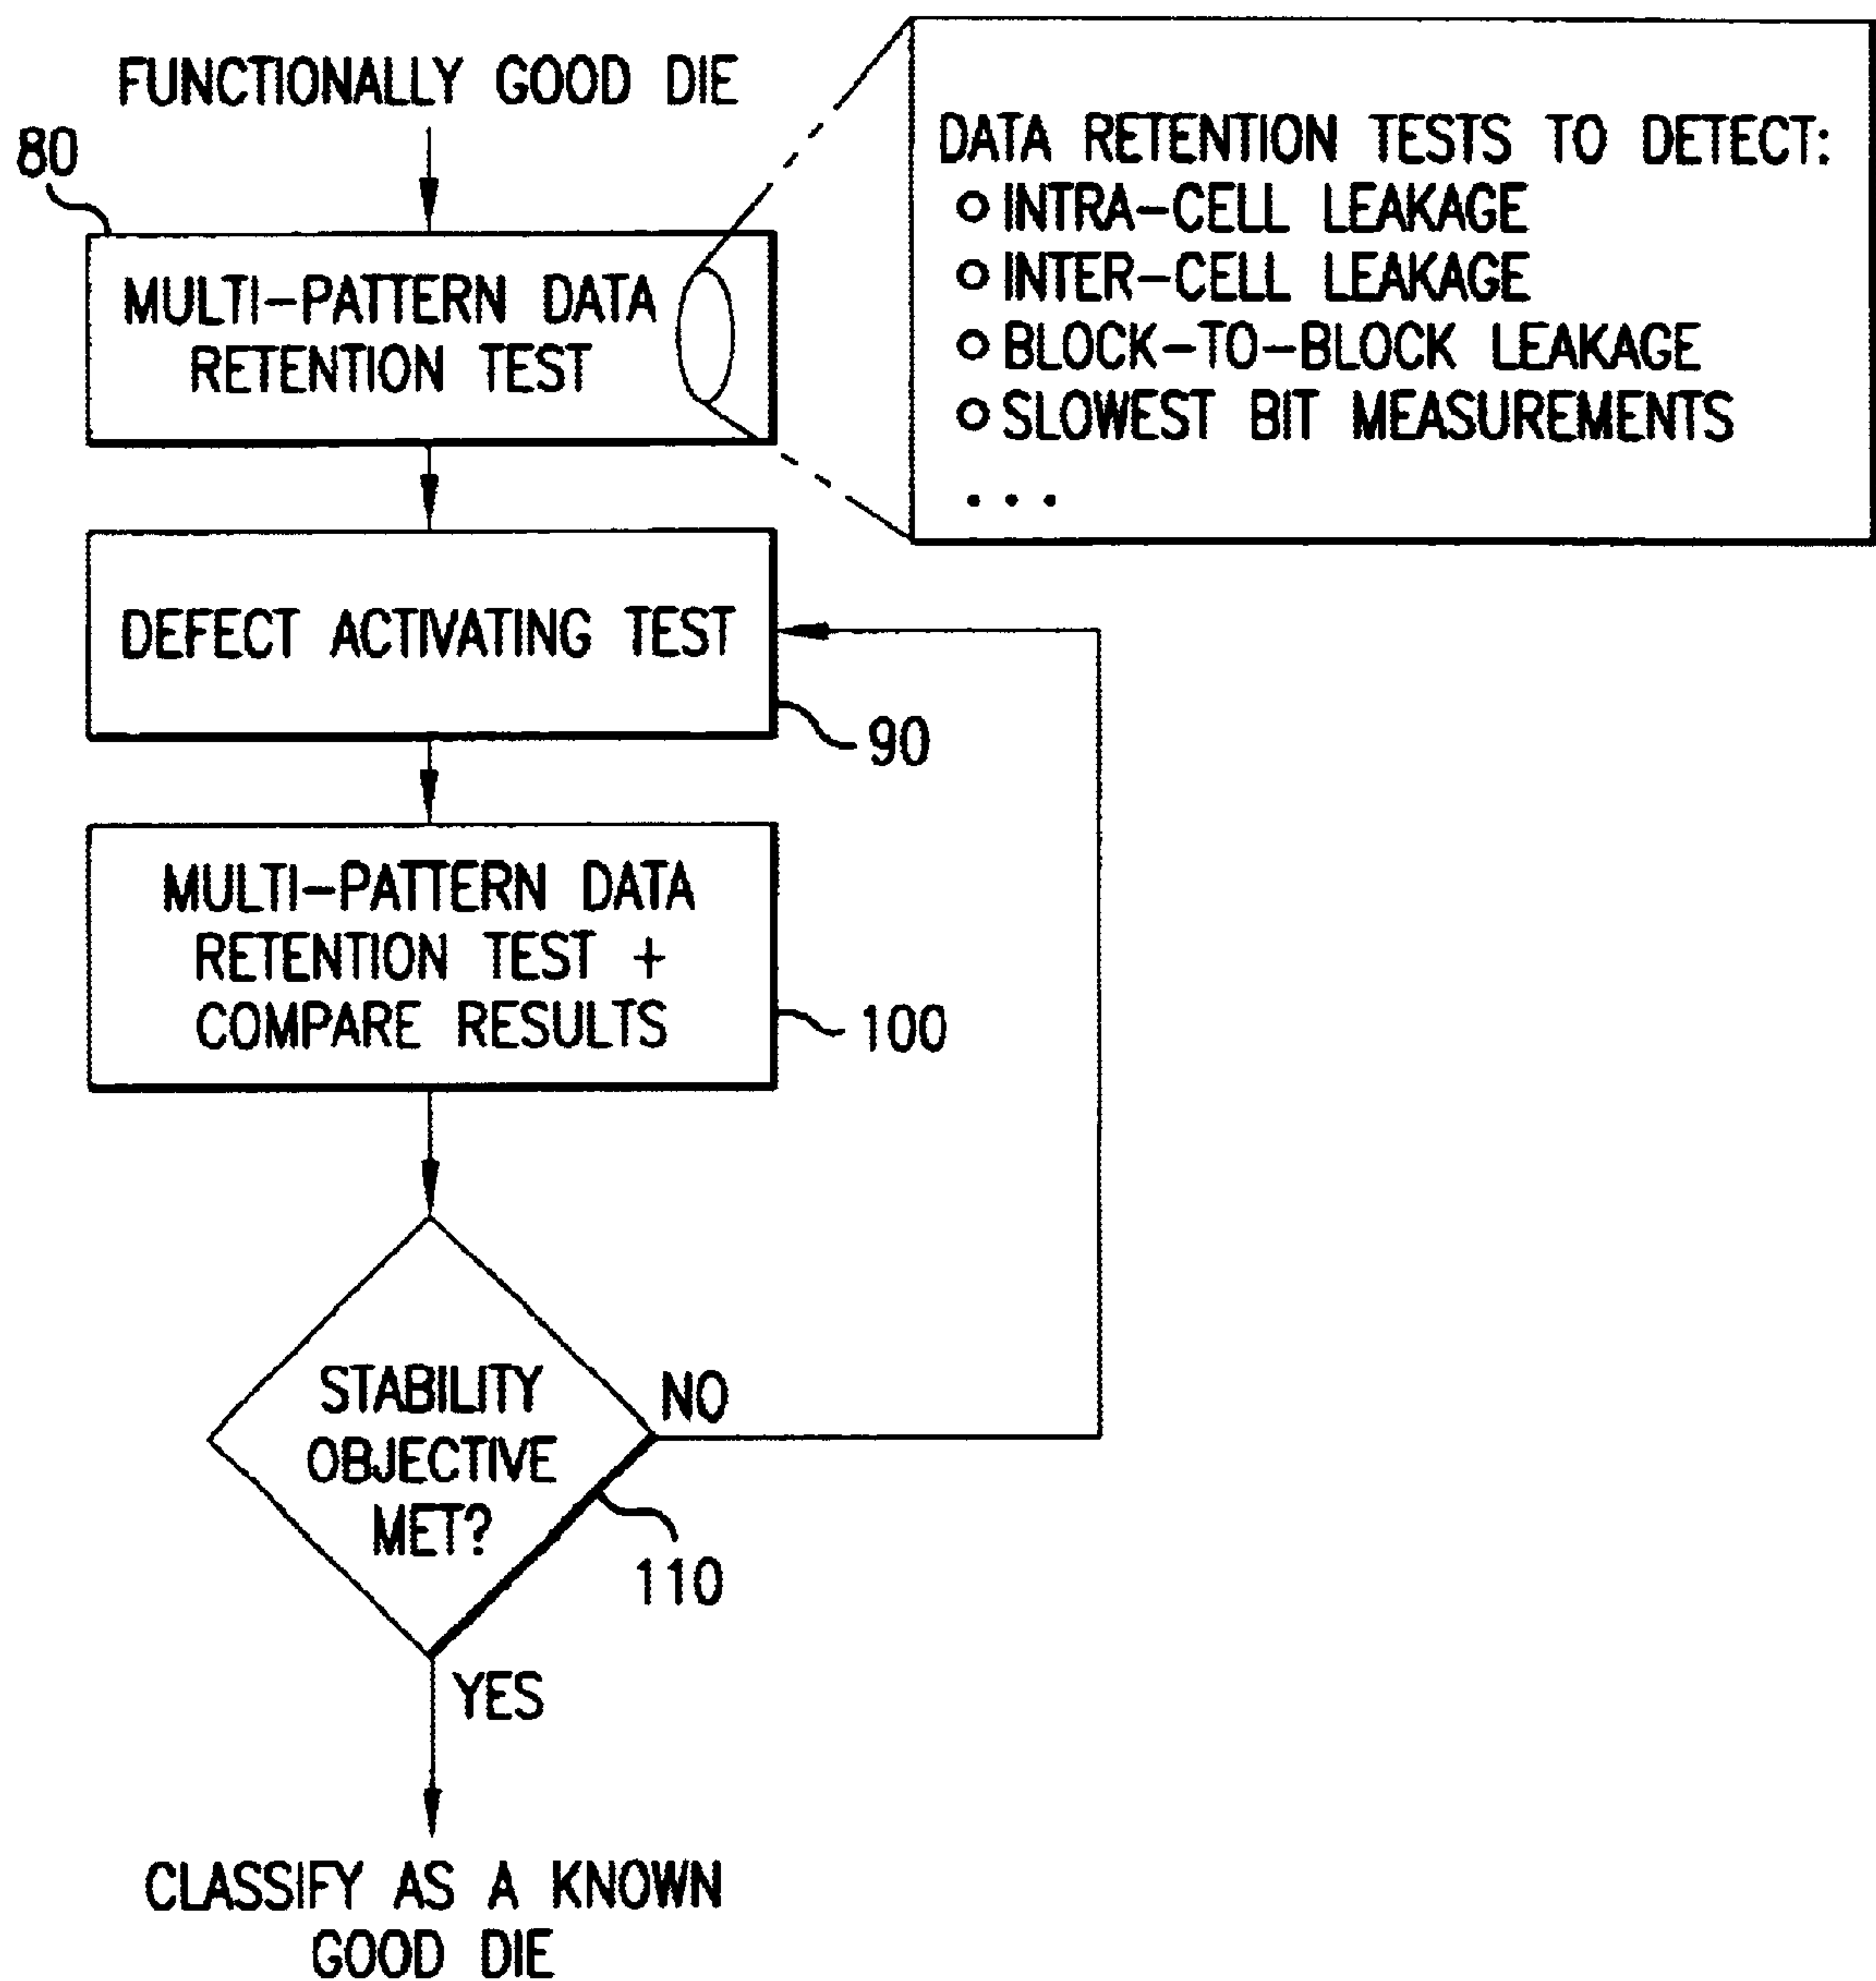 FUNCTIONALLY GOOD DIE
80
MULTI-PATTERN DATA
RETENTION TEST
DATA RETENTION TESTS TO DETECT:
○ INTRA-CELL LEAKAGE
○ INTER-CELL LEAKAGE
○ BLOCK-TO-BLOCK LEAKAGE
○ SLOWEST BIT MEASUREMENTS
. . .
DEFECT ACTIVATING TEST
90
MULTI-PATTERN DATA
RETENTION TEST +
COMPARE RESULTS
100
STABILITY
OBJECTIVE
MET?
NO
110
YES
CLASSIFY AS A KNOWN
GOOD DIE